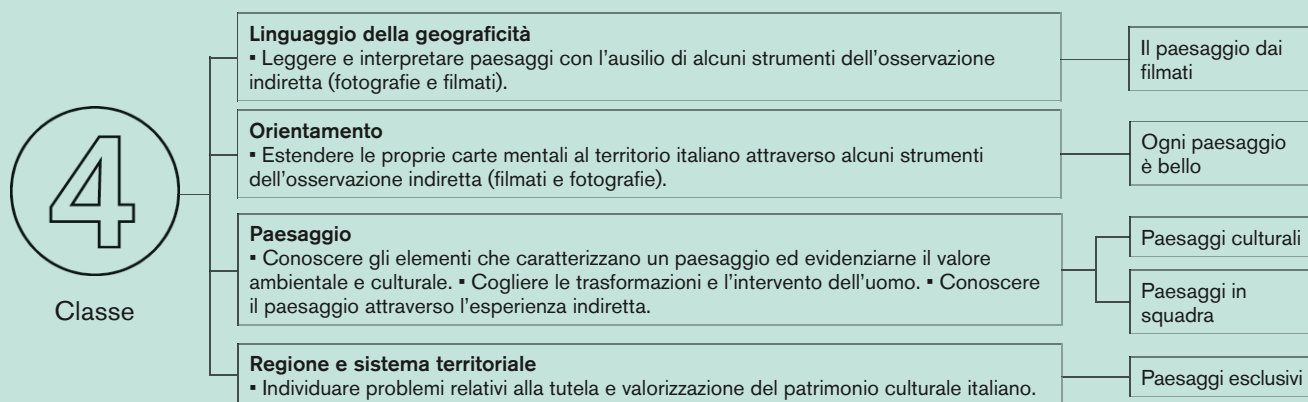 4
Classe
Linguaggio della geograficità
▪ Leggere e interpretare paesaggi con l'ausilio di alcuni strumenti dell'osservazione
indiretta (fotografie e filmati).
Il paesaggio dai
filmati
Orientamento
▪ Estendere le proprie carte mentali al territorio italiano attraverso alcuni strumenti
dell'osservazione indiretta (filmati e fotografie).
Ogni paesaggio
è bello
Paesaggio
▪ Conoscere gli elementi che caratterizzano un paesaggio ed evidenziarne il valore
ambientale e culturale. ▪ Cogliere le trasformazioni e l'intervento dell'uomo. ▪ Conoscere
il paesaggio attraverso l'esperienza indiretta.
Paesaggi culturali
Paesaggi in
squadra
Regione e sistema territoriale
▪ Individuare problemi relativi alla tutela e valorizzazione del patrimonio culturale italiano.
Paesaggi esclusivi